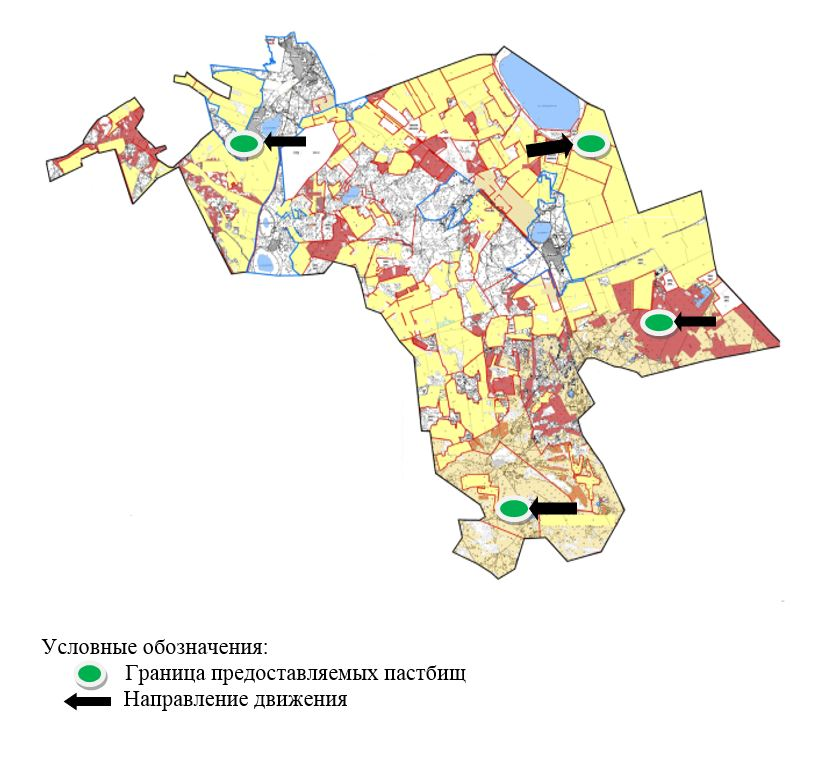 Условные обозначения:
Граница предоставляемых пастбищ
Направление движения